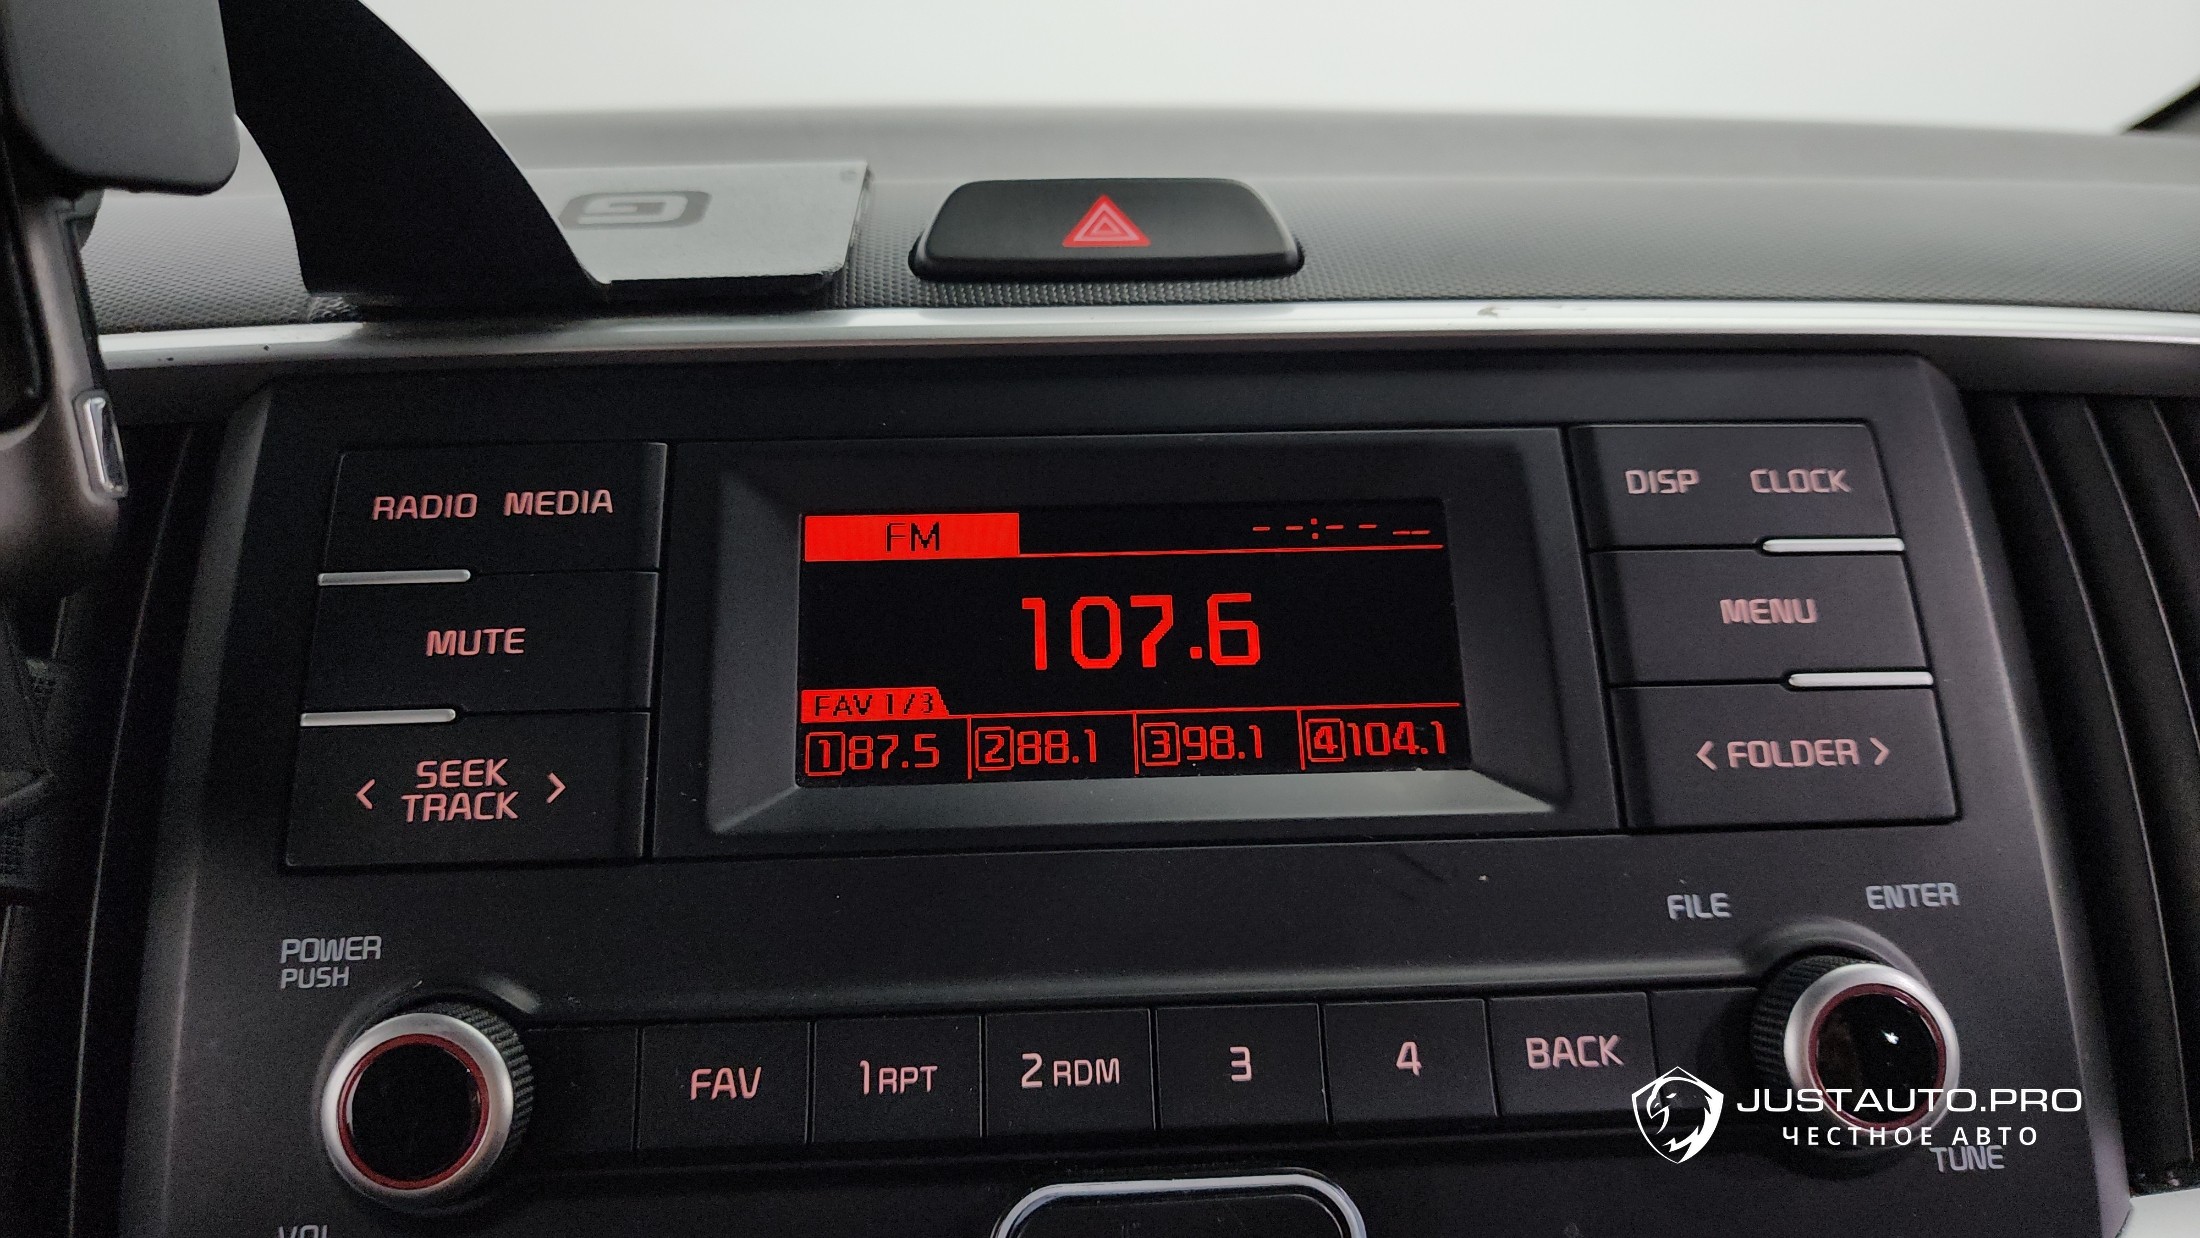 RADIO MEDIA
MUTE
< SEEK TRACK >
FM
--:-- __
107.6
FAV 1/3
1 87.5 2 88.1 3 98.1 4 104.1
DISP CLOCK
MENU
< FOLDER >
POWER
PUSH
FILE
ENTER
FAV
1 RPT
2 RDM
3
4
BACK
TUNE
VOL
JUSTAUTO.PRO
ЧЕСТНОЕ АВТО